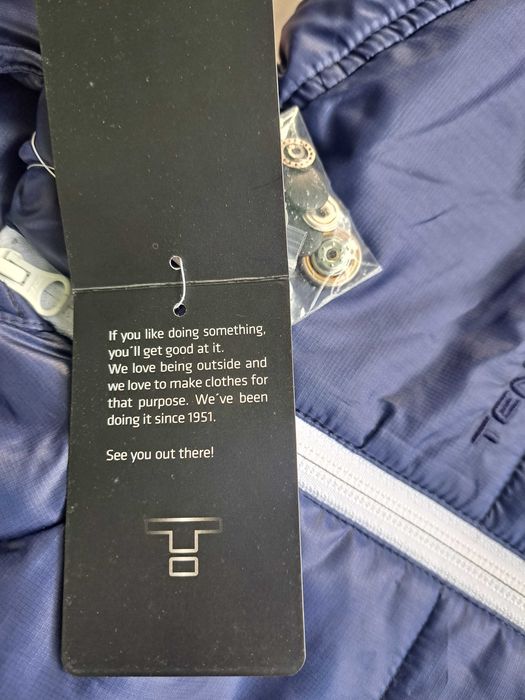 If you like doing something,
you´ll get good at it.
We love being outside and
we love to make clothes for
that purpose. We´ve been
doing it since 1951.
See you out there!